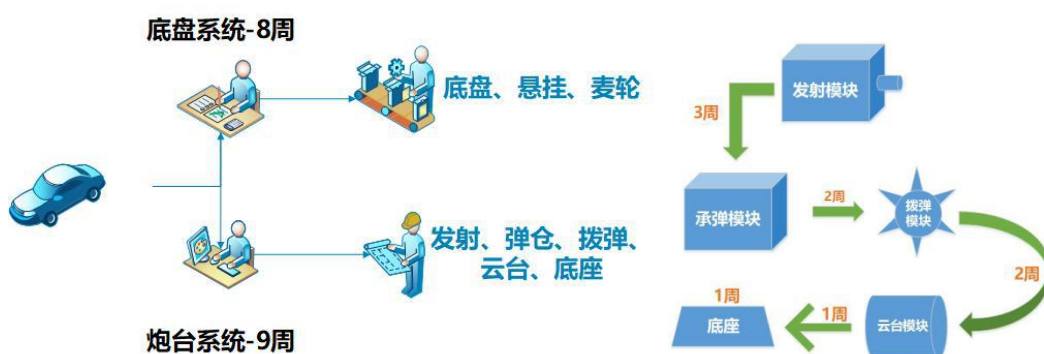 底盘系统-8周
底盘、悬挂、麦轮
发射、弹仓、拨弹、
云台、底座
炮台系统-9周
发射模块
3周
承弹模块
2周
拨弹
模块
2周
云台模块
1周
1周
底座